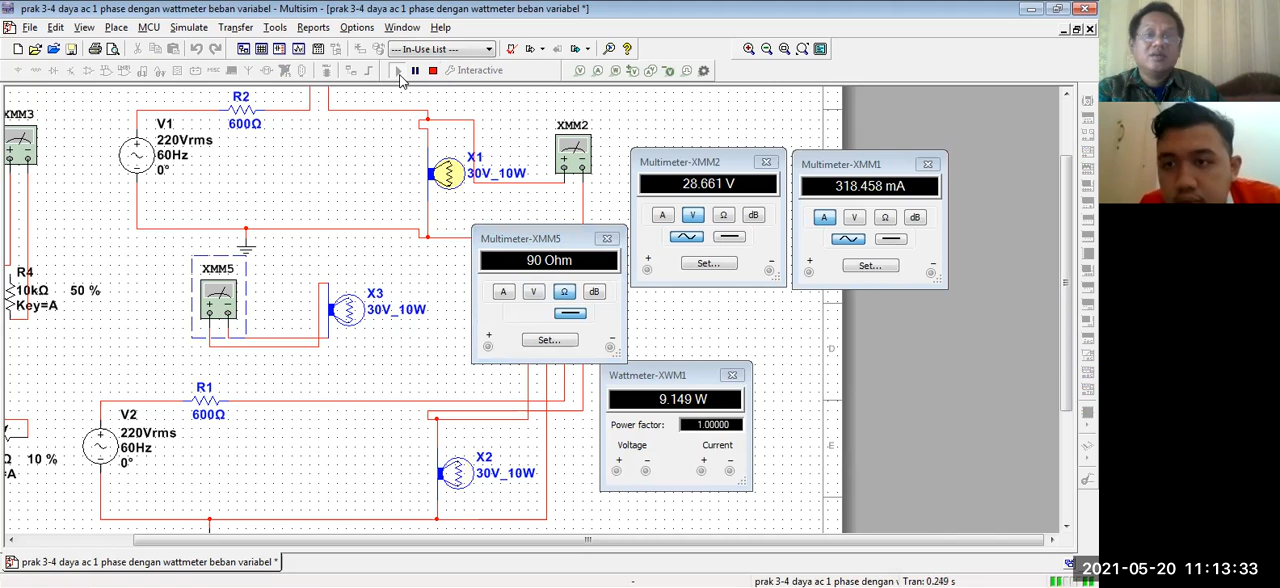 prak 3-4 daya ac 1 phase dengan wattmeter beban variabel - Multisim - [prak 3-4 daya ac 1 phase dengan wattmeter beban variabel *]
File Edit View Place MCU Simulate Transfer Tools Reports Options Window Help
--- In-Use List ---
Interactive
XMM3
R2
600Ω
V1
220Vrms
60Hz
0°
X1
30V_10W
XMM2
Multimeter-XMM2
28.661 V
A V Ω dB
+ –
Set...
Multimeter-XMM1
318.458 mA
A V Ω dB
+ –
Set...
Multimeter-XMM5
90 Ohm
A V Ω dB
+ –
Set...
R4
10kΩ 50 %
Key=A
XMM5
X3
30V_10W
R1
600Ω
V2
220Vrms
60Hz
0°
10 %
X2
30V_10W
Wattmeter-XWM1
9.149 W
Power factor: 1.00000
Voltage Current
+ – + –
D
E
prak 3-4 daya ac 1 phase dengan wattmeter beban variabel *
prak 3-4 daya ac 1 phase dengan v Tran: 0.249 s
2021-05-20 11:13:33